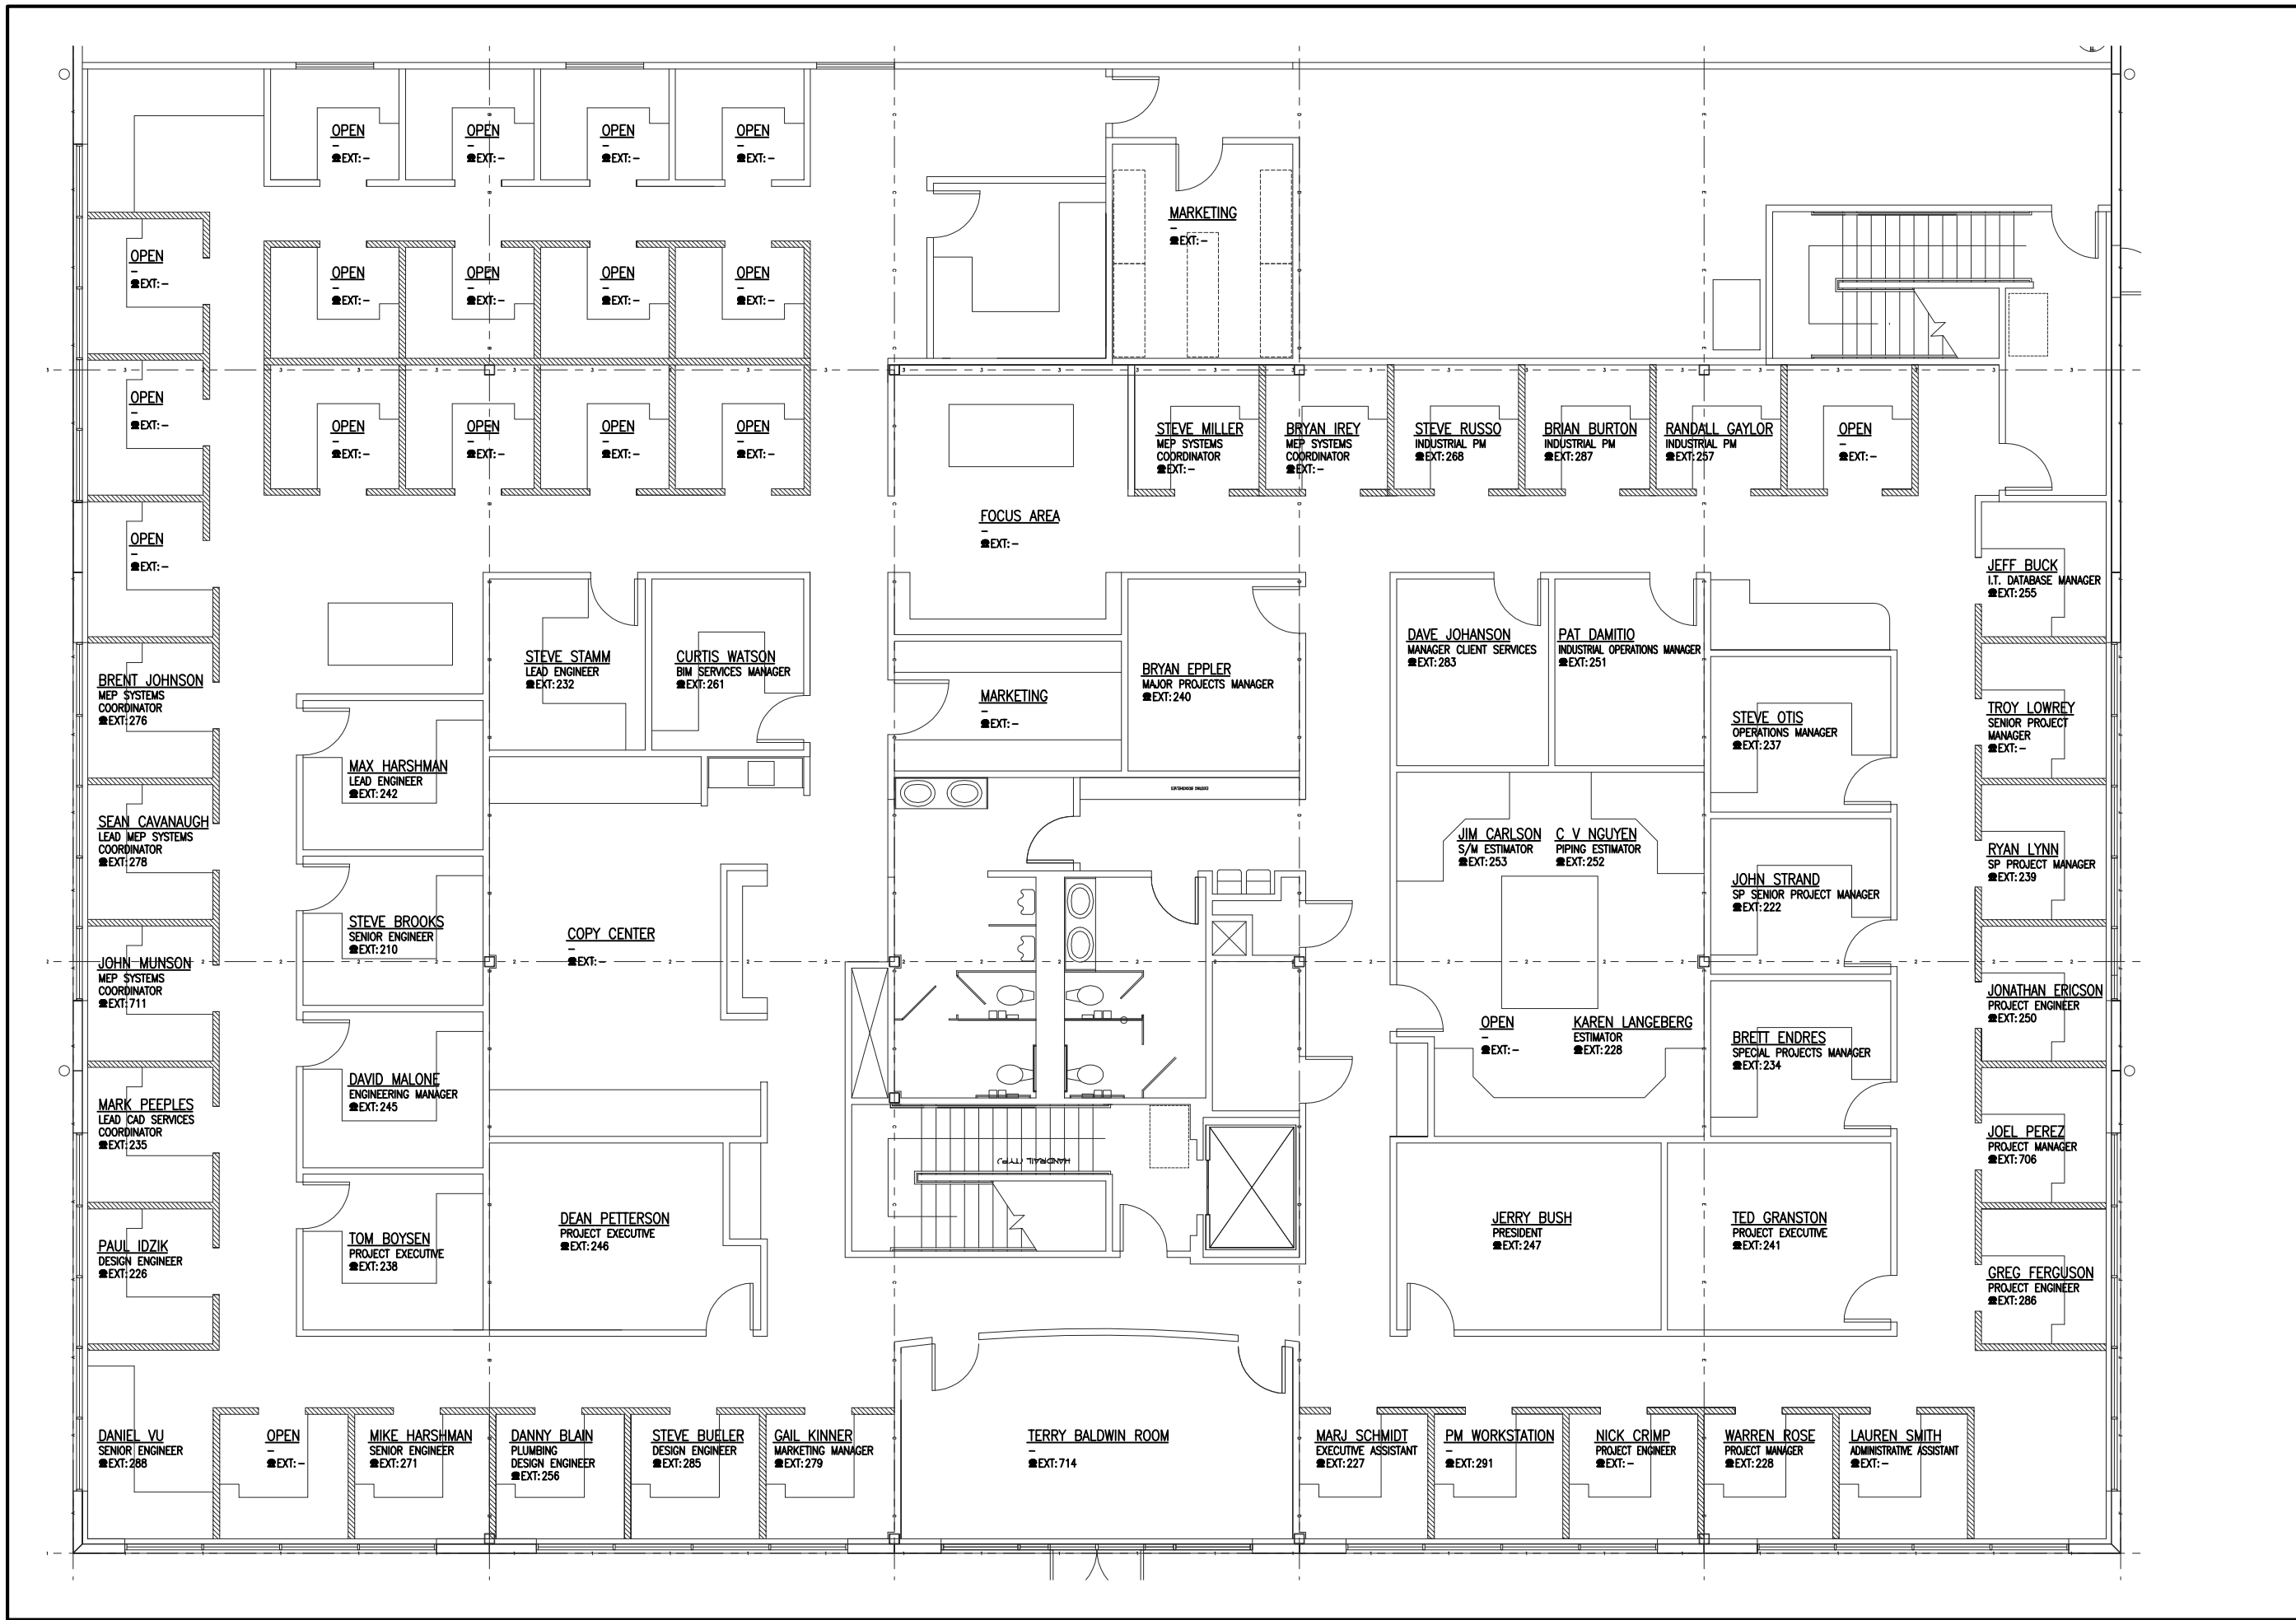 OPEN
–
☎EXT:–
OPEN
–
☎EXT:–
OPEN
–
☎EXT:–
OPEN
–
☎EXT:–
MARKETING
–
☎EXT:–
OPEN
–
☎EXT:–
OPEN
–
☎EXT:–
OPEN
–
☎EXT:–
OPEN
–
☎EXT:–
OPEN
–
☎EXT:–
OPEN
–
☎EXT:–
OPEN
–
☎EXT:–
OPEN
–
☎EXT:–
OPEN
–
☎EXT:–
OPEN
–
☎EXT:–
STEVE MILLER
MEP SYSTEMS
COORDINATOR
☎EXT:–
BRYAN IREY
MEP SYSTEMS
COORDINATOR
☎EXT:–
STEVE RUSSO
INDUSTRIAL PM
☎EXT:268
BRIAN BURTON
INDUSTRIAL PM
☎EXT:287
RANDALL GAYLOR
INDUSTRIAL PM
☎EXT:257
OPEN
–
☎EXT:–
OPEN
–
☎EXT:–
FOCUS AREA
–
☎EXT:–
JEFF BUCK
I.T. DATABASE MANAGER
☎EXT:255
OPEN
–
☎EXT:–
BRENT JOHNSON
MEP SYSTEMS
COORDINATOR
☎EXT:276
STEVE STAMM
LEAD ENGINEER
☎EXT:232
CURTIS WATSON
BIM SERVICES MANAGER
☎EXT:261
MARKETING
–
☎EXT:–
BRYAN EPPLER
MAJOR PROJECTS MANAGER
☎EXT:240
DAVE JOHANSON
MANAGER CLIENT SERVICES
☎EXT:283
PAT DAMITIO
INDUSTRIAL OPERATIONS MANAGER
☎EXT:251
STEVE OTIS
OPERATIONS MANAGER
☎EXT:237
TROY LOWREY
SENIOR PROJECT
MANAGER
☎EXT:–
MAX HARSHMAN
LEAD ENGINEER
☎EXT:242
SEAN CAVANAUGH
LEAD MEP SYSTEMS
COORDINATOR
☎EXT:278
JIM CARLSON
S/M ESTIMATOR
☎EXT:253
C V NGUYEN
PIPING ESTIMATOR
☎EXT:252
JOHN STRAND
SP SENIOR PROJECT MANAGER
☎EXT:222
RYAN LYNN
SP PROJECT MANAGER
☎EXT:239
STEVE BROOKS
SENIOR ENGINEER
☎EXT:210
COPY CENTER
–
☎EXT:–
JOHN MUNSON
MEP SYSTEMS
COORDINATOR
☎EXT:711
OPEN
–
☎EXT:–
KAREN LANGEBERG
ESTIMATOR
☎EXT:228
BRETT ENDRES
SPECIAL PROJECTS MANAGER
☎EXT:234
JONATHAN ERICSON
PROJECT ENGINEER
☎EXT:250
DAVID MALONE
ENGINEERING MANAGER
☎EXT:245
MARK PEEPLES
LEAD CAD SERVICES
COORDINATOR
☎EXT:235
HANDRAIL (TYP.)
JOEL PEREZ
PROJECT MANAGER
☎EXT:706
PAUL IDZIK
DESIGN ENGINEER
☎EXT:226
TOM BOYSEN
PROJECT EXECUTIVE
☎EXT:238
DEAN PETTERSON
PROJECT EXECUTIVE
☎EXT:246
JERRY BUSH
PRESIDENT
☎EXT:247
TED GRANSTON
PROJECT EXECUTIVE
☎EXT:241
GREG FERGUSON
PROJECT ENGINEER
☎EXT:286
DANIEL VU
SENIOR ENGINEER
☎EXT:288
OPEN
–
☎EXT:–
MIKE HARSHMAN
SENIOR ENGINEER
☎EXT:271
DANNY BLAIN
PLUMBING
DESIGN ENGINEER
☎EXT:256
STEVE BUELER
DESIGN ENGINEER
☎EXT:285
GAIL KINNER
MARKETING MANAGER
☎EXT:279
TERRY BALDWIN ROOM
–
☎EXT:714
MARJ SCHMIDT
EXECUTIVE ASSISTANT
☎EXT:227
PM WORKSTATION
–
☎EXT:291
NICK CRIMP
PROJECT ENGINEER
☎EXT:–
WARREN ROSE
PROJECT MANAGER
☎EXT:228
LAUREN SMITH
ADMINISTRATIVE ASSISTANT
☎EXT:–